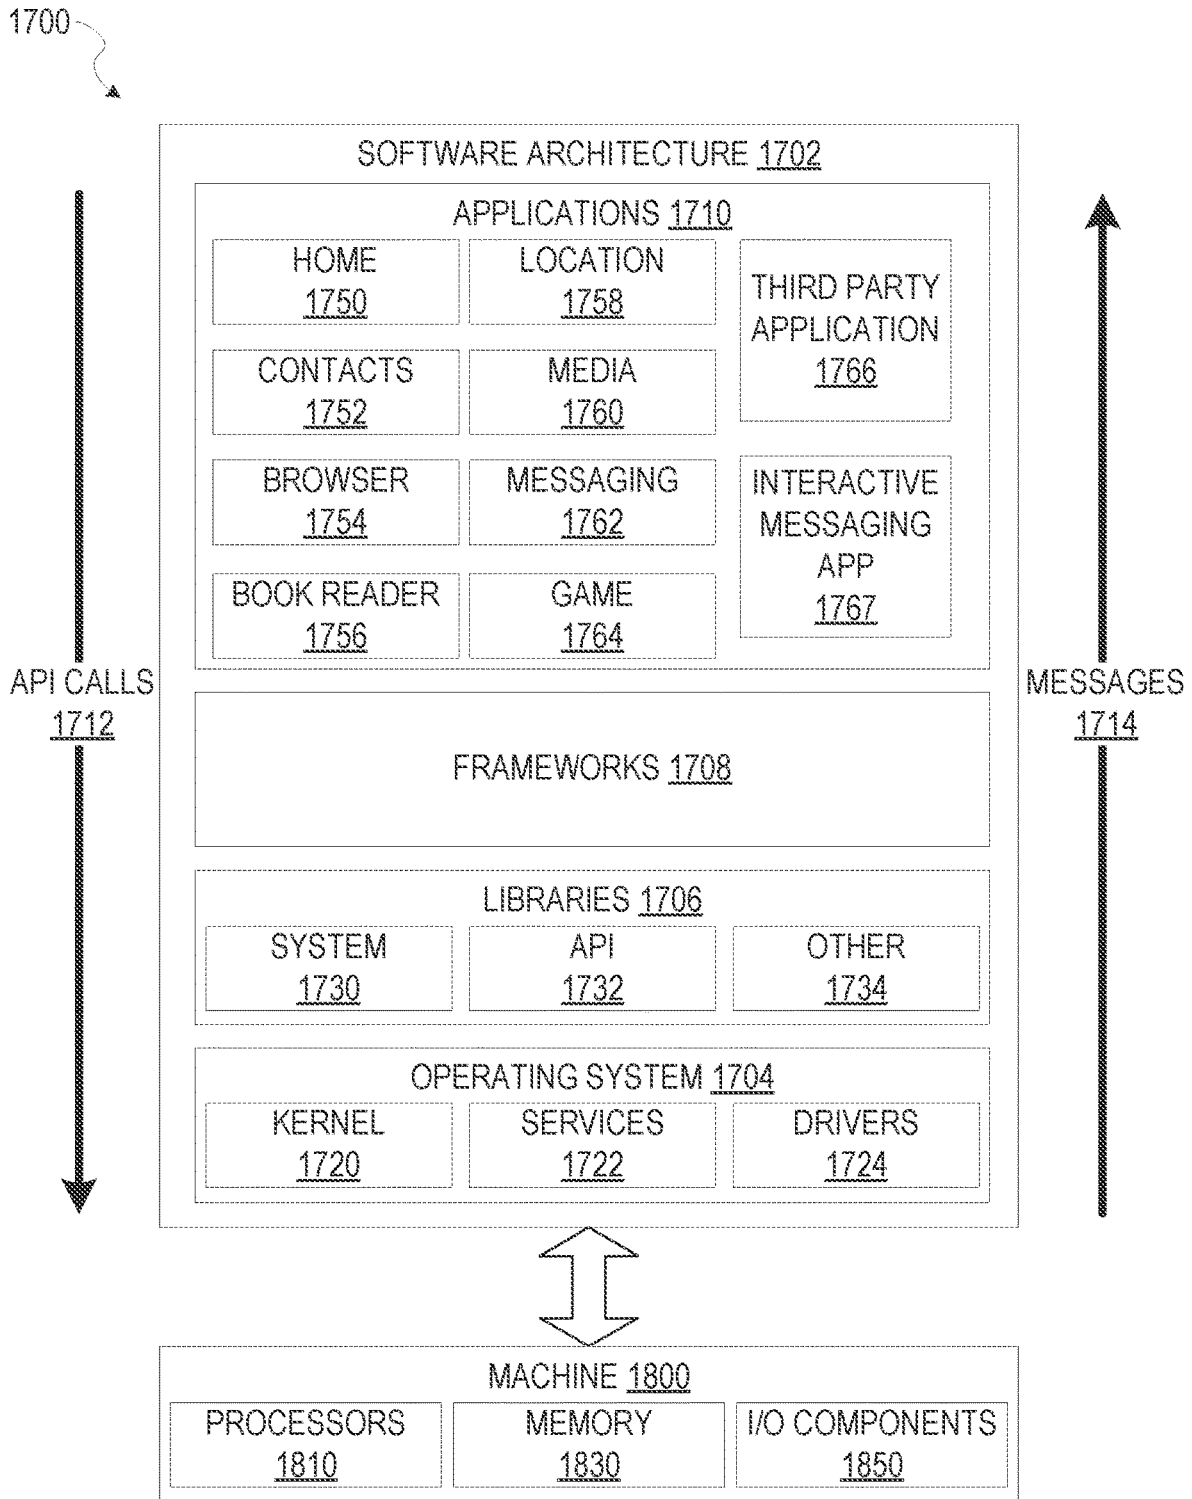 1700
SOFTWARE ARCHITECTURE 1702
APPLICATIONS 1710
HOME
1750
LOCATION
1758
THIRD PARTY
APPLICATION
1766
CONTACTS
1752
MEDIA
1760
BROWSER
1754
MESSAGING
1762
INTERACTIVE
MESSAGING
APP
1767
BOOK READER
1756
GAME
1764
API CALLS
1712
MESSAGES
1714
FRAMEWORKS 1708
LIBRARIES 1706
SYSTEM
1730
API
1732
OTHER
1734
OPERATING SYSTEM 1704
KERNEL
1720
SERVICES
1722
DRIVERS
1724
MACHINE 1800
PROCESSORS
1810
MEMORY
1830
I/O COMPONENTS
1850